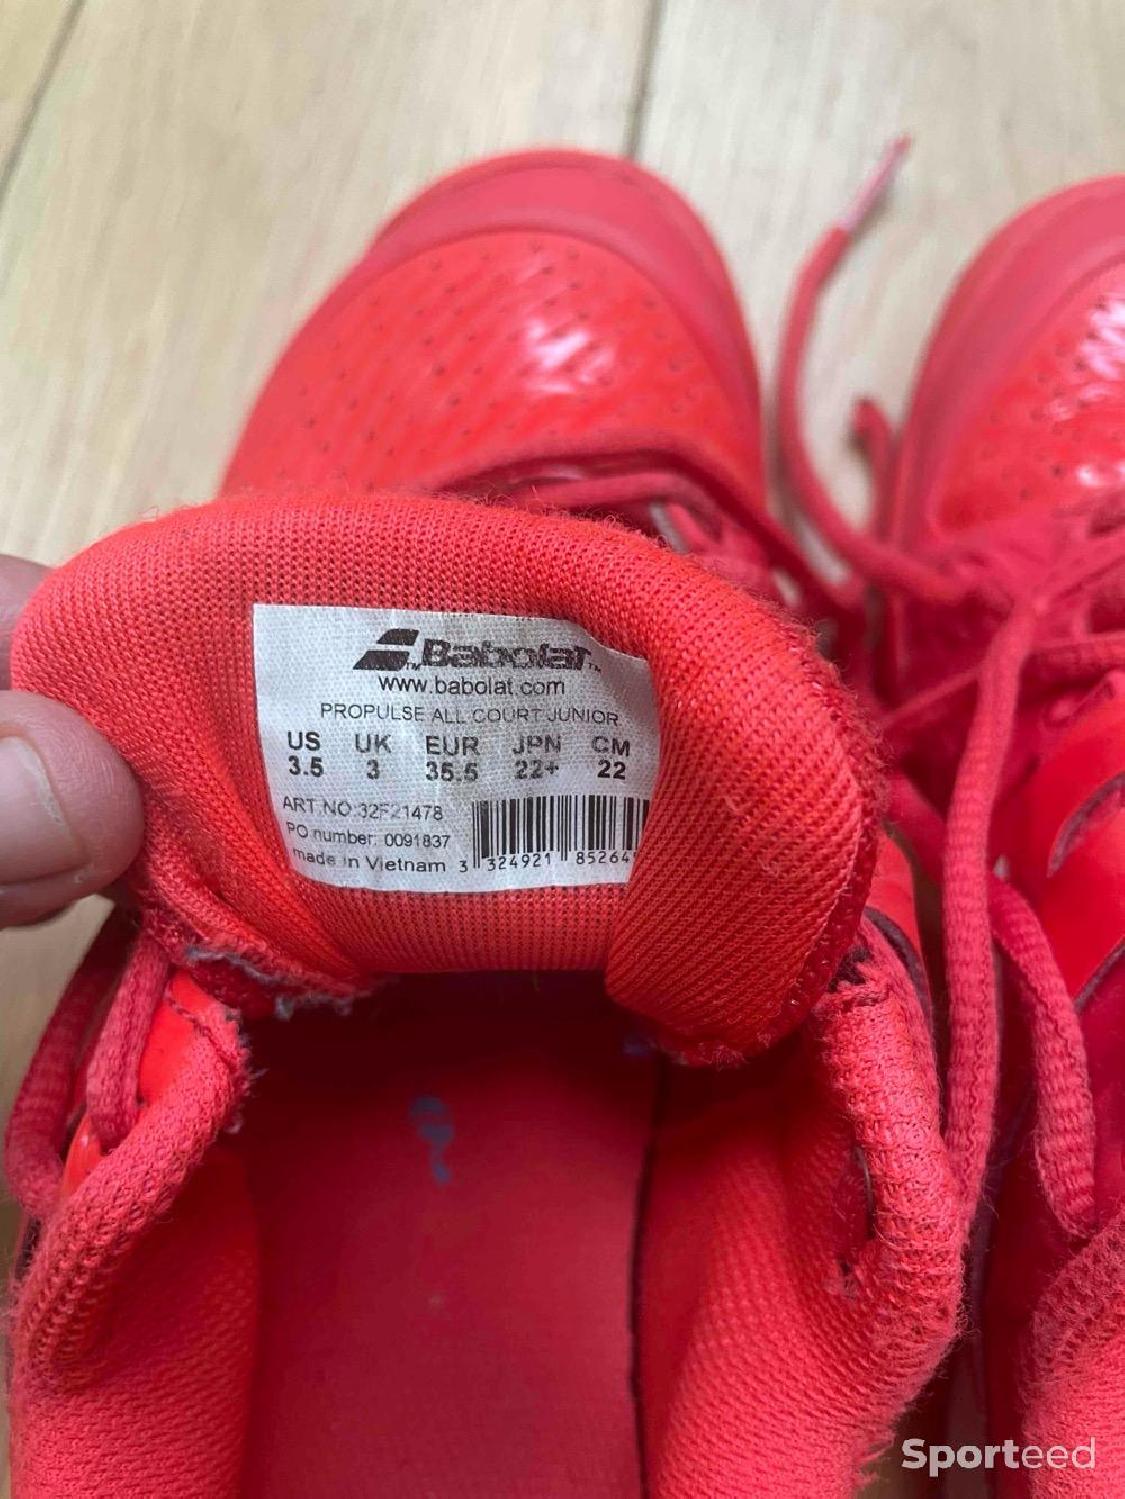 Babolat
www.babolat.com
PROPULSE ALL COURT JUNIOR
US UK EUR JPN CM
3.5 3 35.5 22+ 22
ART.NO:32F21478
PO number: 0091837
made in Vietnam 3 324921 85264
Sporteed